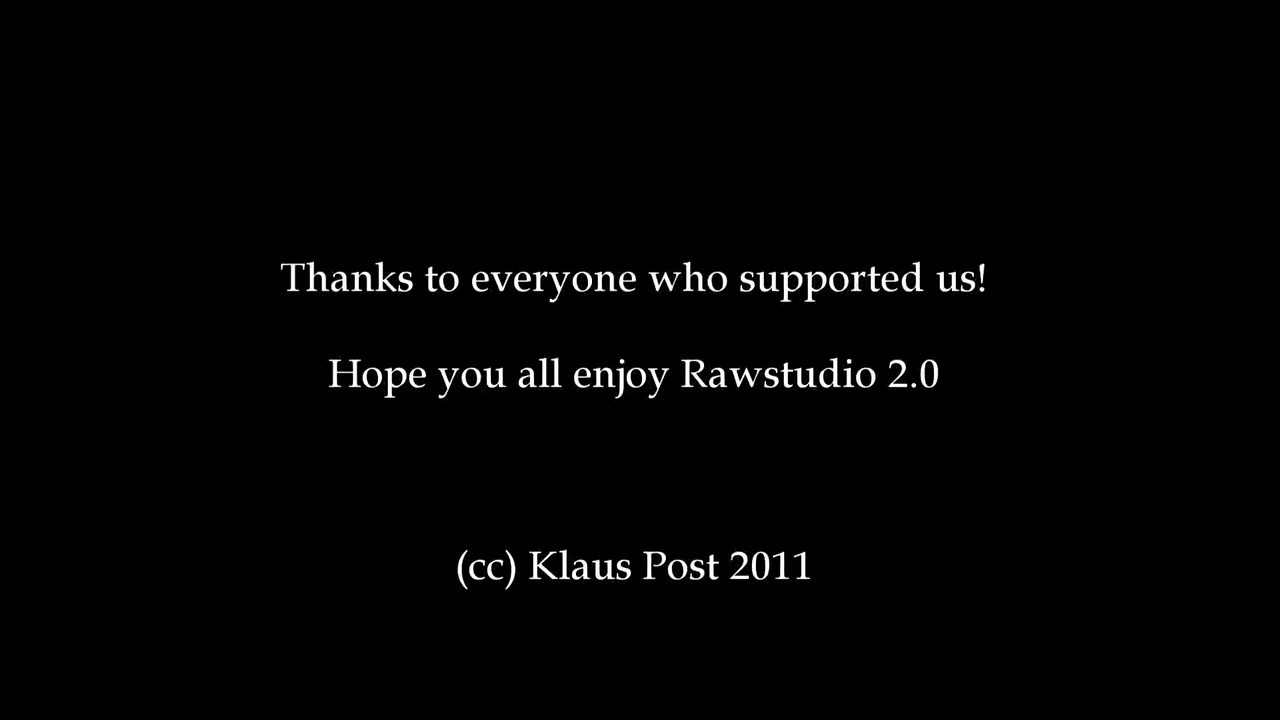 Thanks to everyone who supported us!
Hope you all enjoy Rawstudio 2.0
(cc) Klaus Post 2011